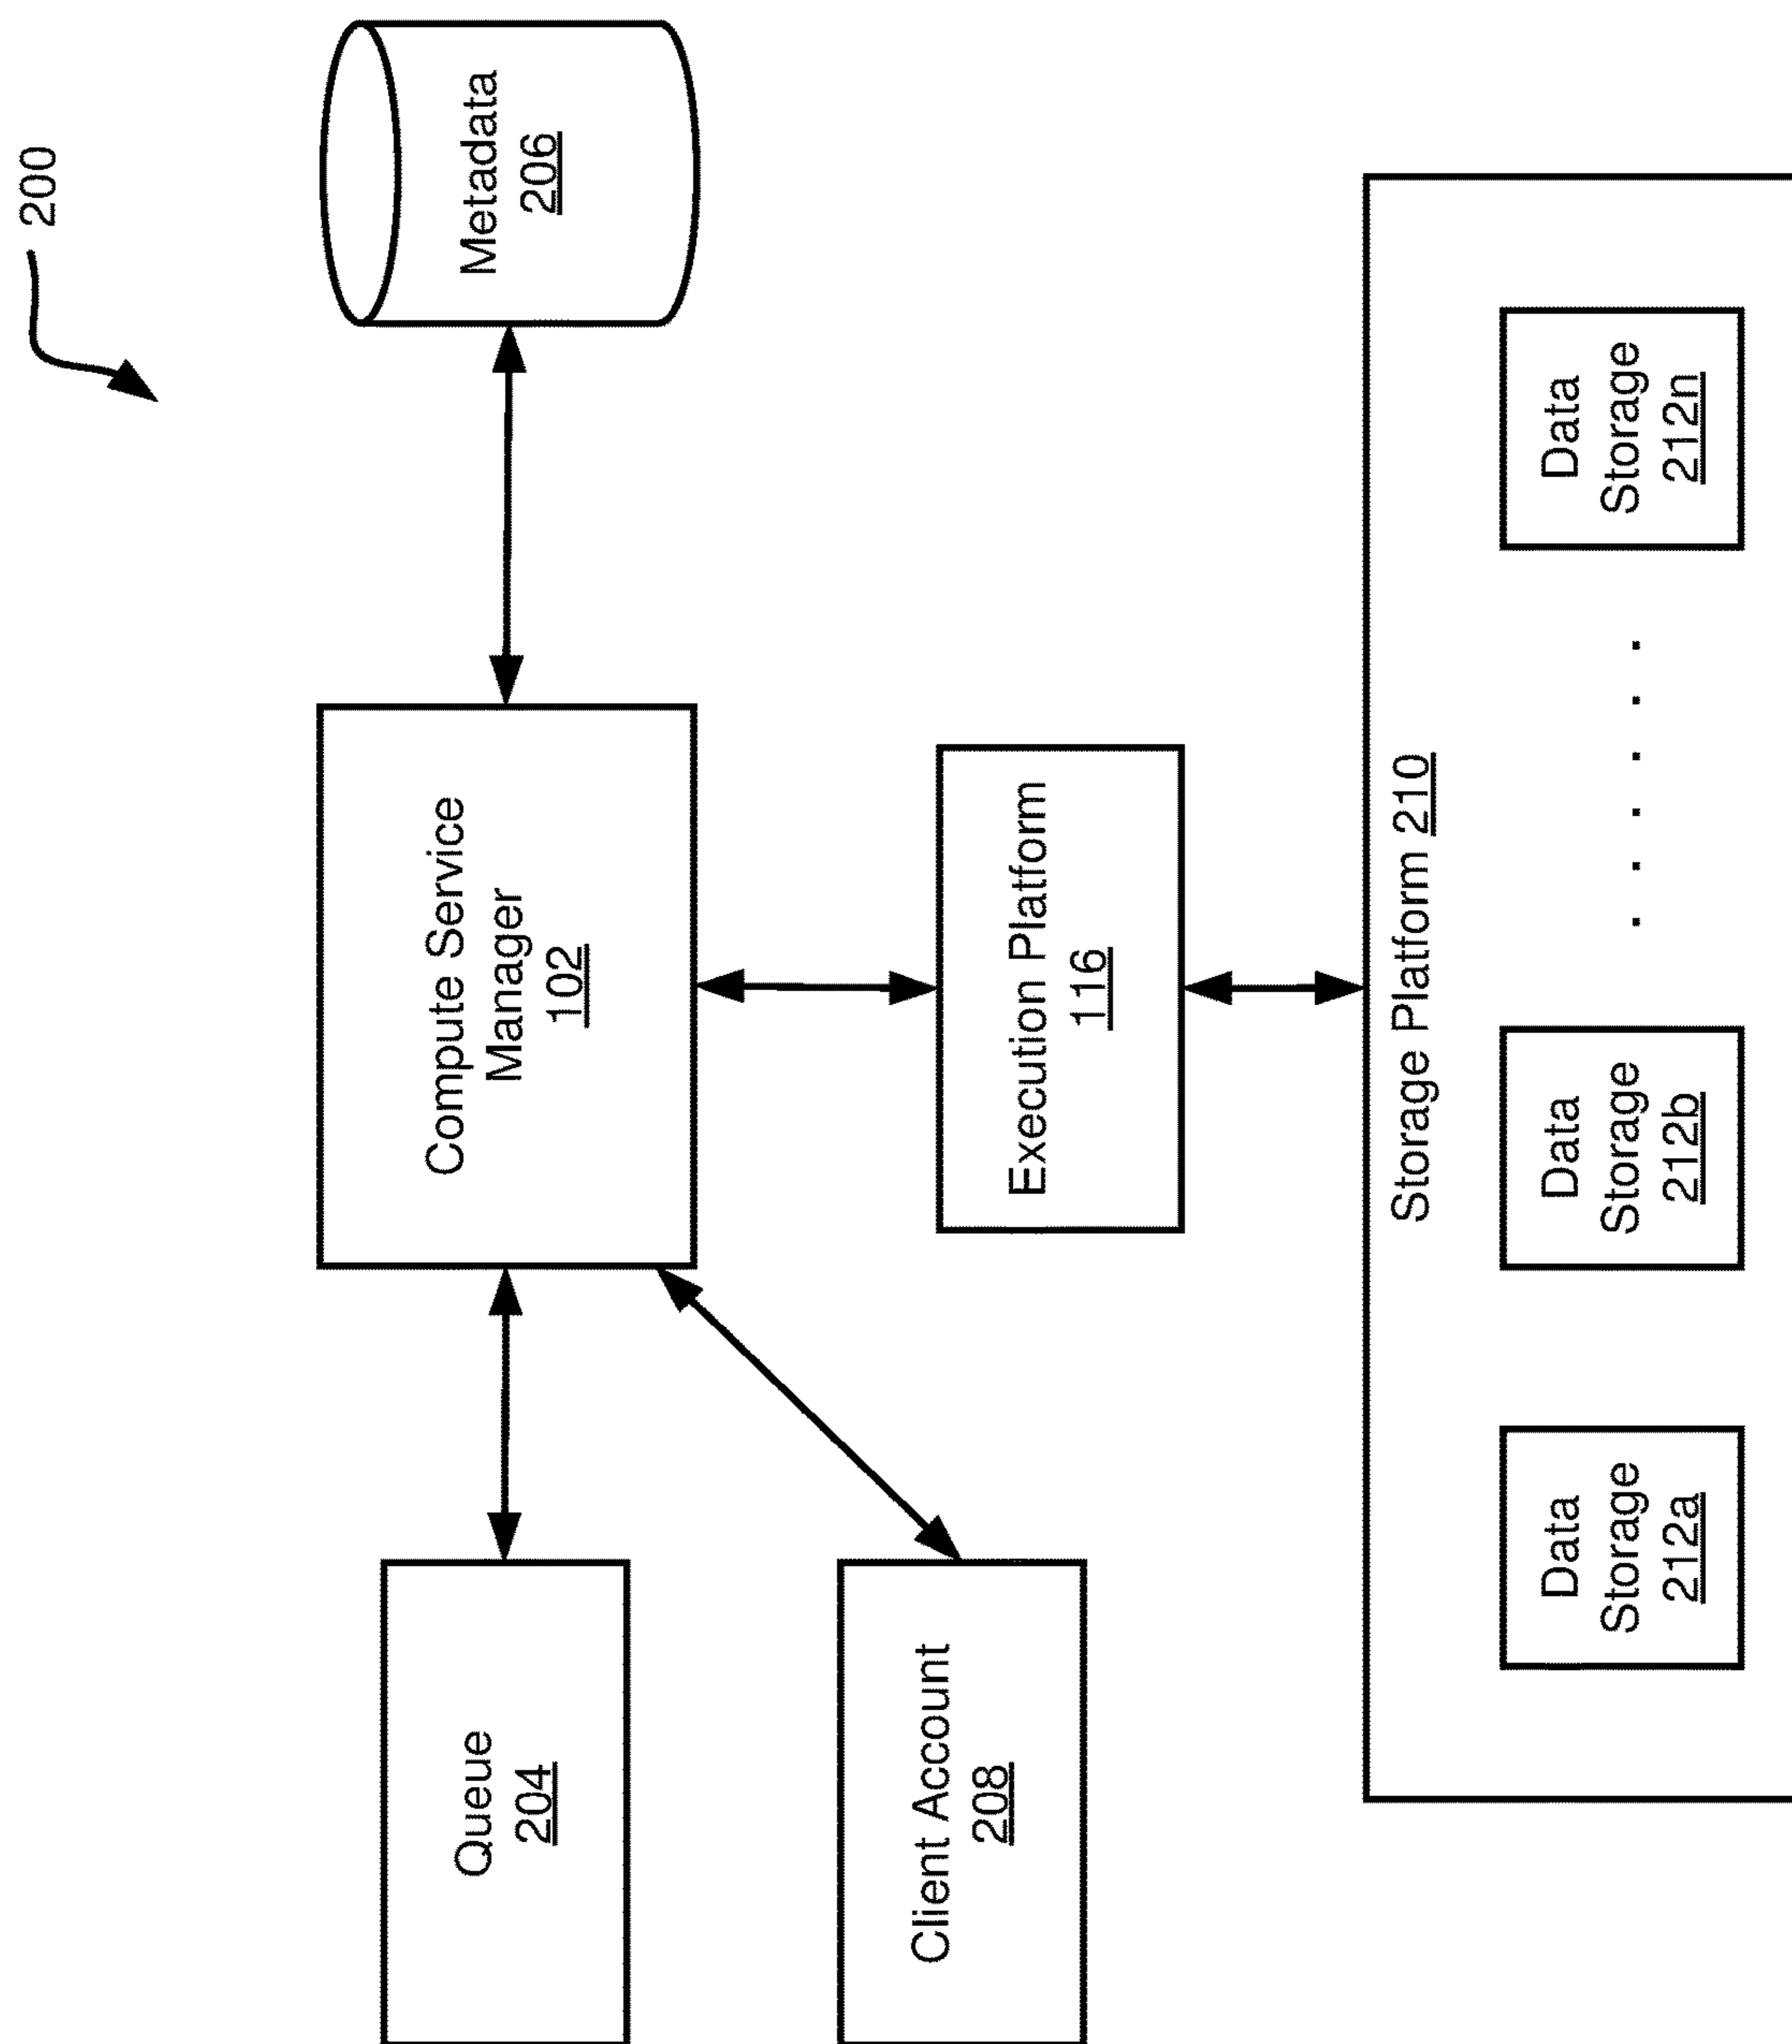 200
Queue
204
Compute Service
Manager
102
Metadata
206
Client Account
208
Execution Platform
116
Storage Platform 210
Data
Storage
212a
Data
Storage
212b
. . . . . .
Data
Storage
212n